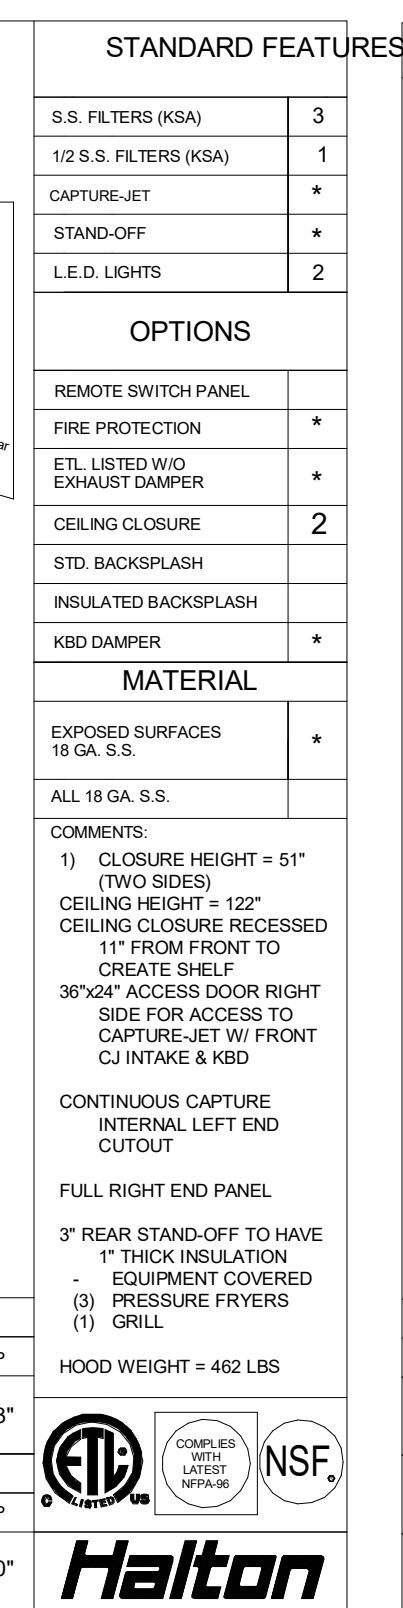 STANDARD FEATURES
S.S. FILTERS (KSA) 3
1/2 S.S. FILTERS (KSA) 1
CAPTURE-JET *
STAND-OFF *
L.E.D. LIGHTS 2
OPTIONS
REMOTE SWITCH PANEL
FIRE PROTECTION *
ETL. LISTED W/O
EXHAUST DAMPER *
CEILING CLOSURE 2
STD. BACKSPLASH
INSULATED BACKSPLASH
KBD DAMPER *
MATERIAL
EXPOSED SURFACES
18 GA. S.S. *
ALL 18 GA. S.S.
COMMENTS:
1) CLOSURE HEIGHT = 51"
(TWO SIDES)
CEILING HEIGHT = 122"
CEILING CLOSURE RECESSED
11" FROM FRONT TO
CREATE SHELF
36"x24" ACCESS DOOR RIGHT
SIDE FOR ACCESS TO
CAPTURE-JET W/ FRONT
CJ INTAKE & KBD
CONTINUOUS CAPTURE
INTERNAL LEFT END
CUTOUT
FULL RIGHT END PANEL
3" REAR STAND-OFF TO HAVE
1" THICK INSULATION
- EQUIPMENT COVERED
(3) PRESSURE FRYERS
(1) GRILL
HOOD WEIGHT = 462 LBS
ETL
C LISTED US
COMPLIES
WITH
LATEST
NFPA-96
NSF®
Halton